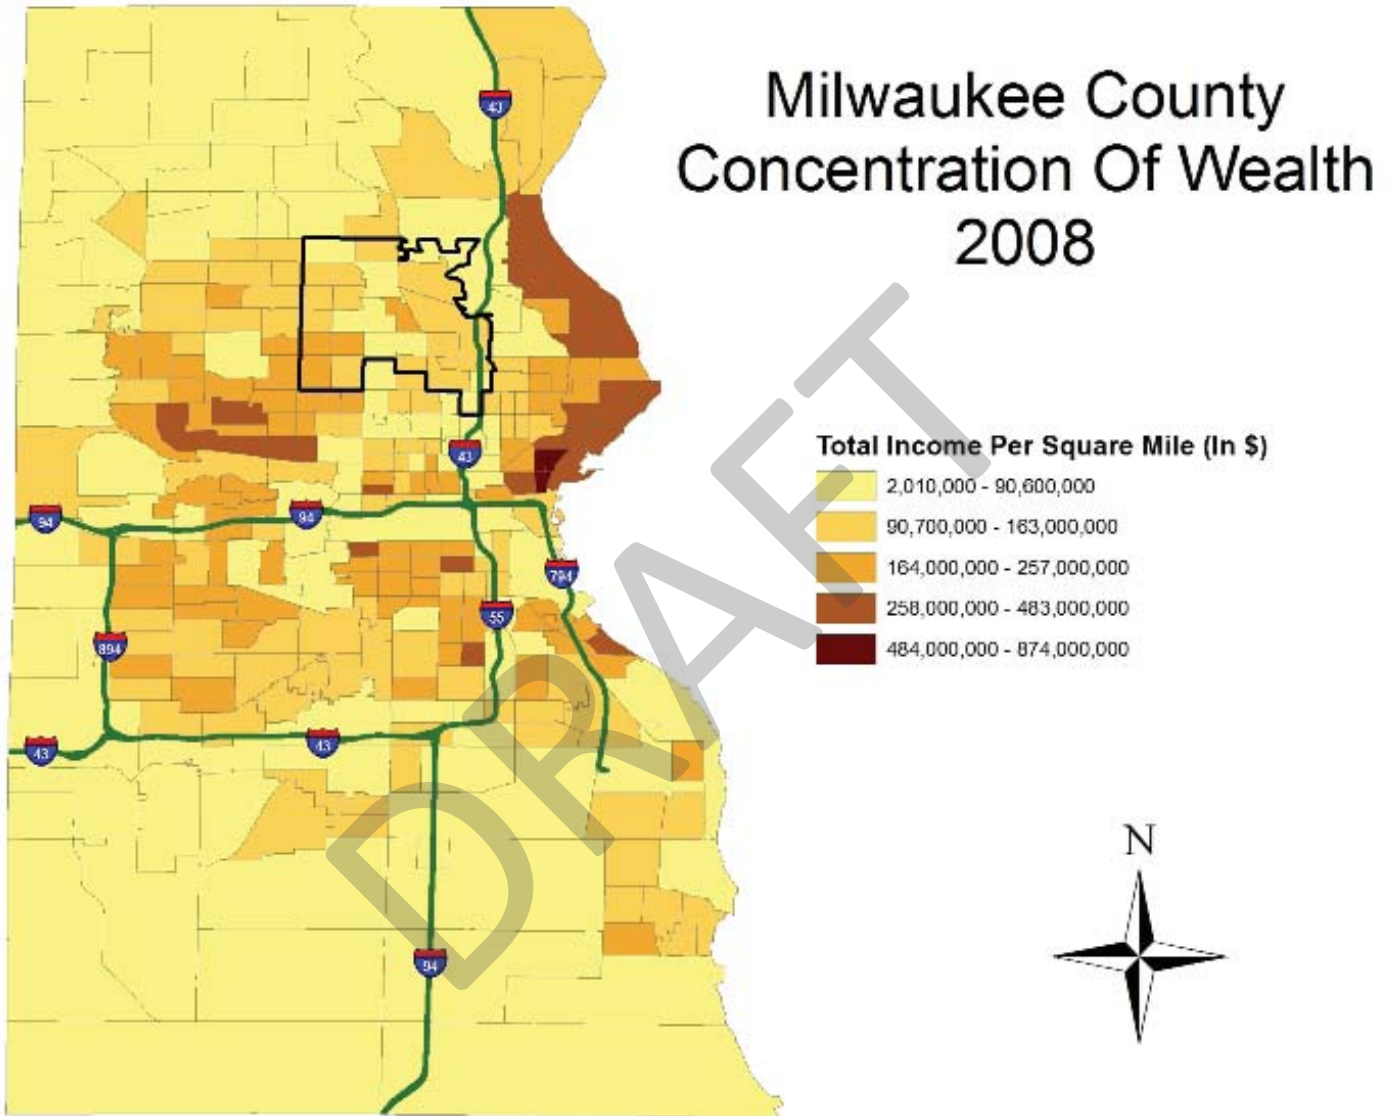 Milwaukee County
Concentration Of Wealth
2008
43
Total Income Per Square Mile (In $)
2,010,000 - 90,600,000
90,700,000 - 163,000,000
164,000,000 - 257,000,000
258,000,000 - 483,000,000
484,000,000 - 874,000,000
43
94
94
794
55
894
43
43
94
N
DRAFT